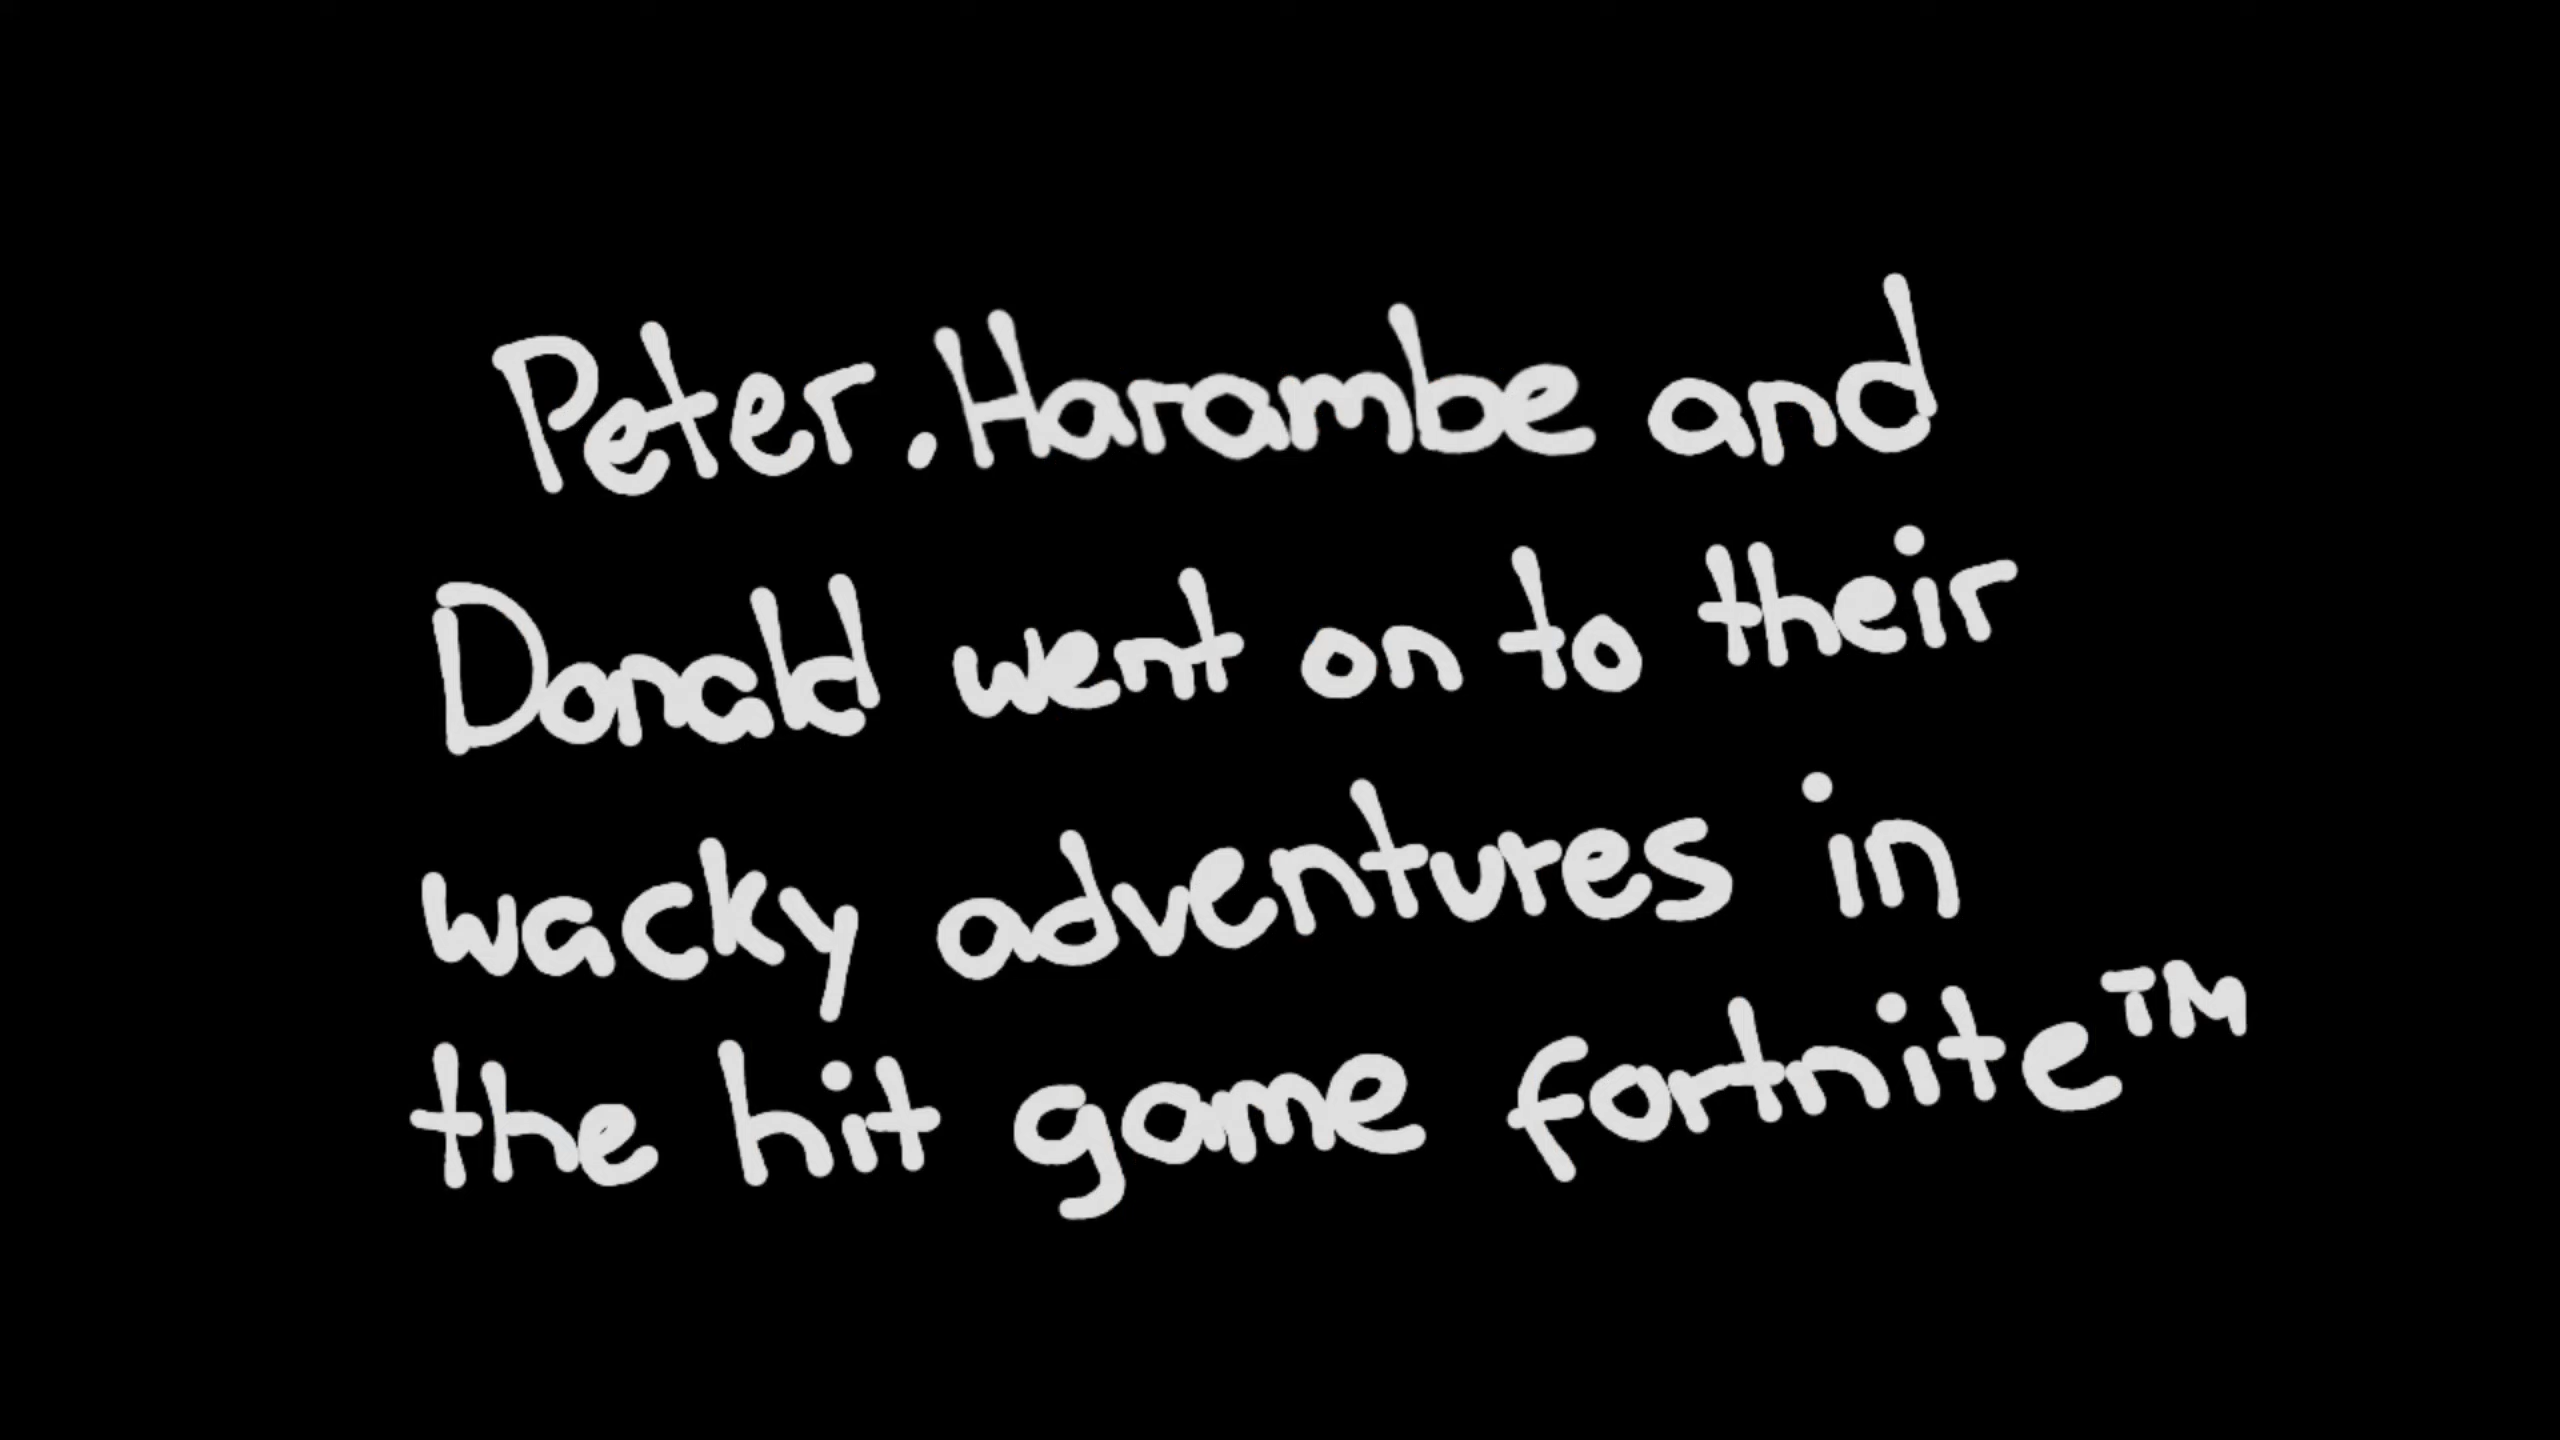 Peter.Harambe and
Donald went on to their
wacky adventures in
the hit game fortnite™